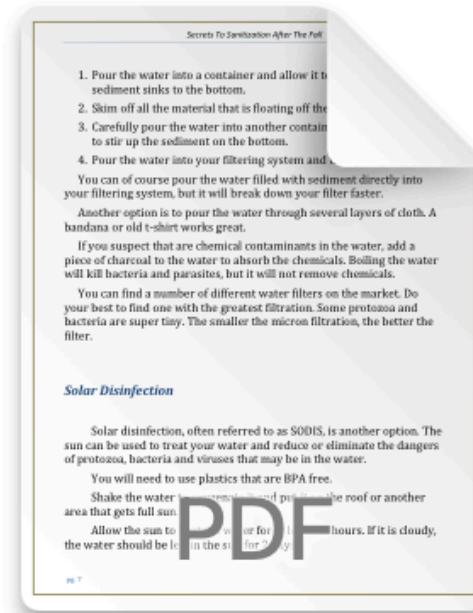 Secrets To Sanitization After The Fall
1. Pour the water into a container and allow it to
sediment sinks to the bottom.
2. Skim off all the material that is floating off the
3. Carefully pour the water into another contain
to stir up the sediment on the bottom.
4. Pour the water into your filtering system and
You can of course pour the water filled with sediment directly into
your filtering system, but it will break down your filter faster.
Another option is to pour the water through several layers of cloth. A
bandana or old t-shirt works great.
If you suspect that are chemical contaminants in the water, add a
piece of charcoal to the water to absorb the chemicals. Boiling the water
will kill bacteria and parasites, but it will not remove chemicals.
You can find a number of different water filters on the market. Do
your best to find one with the greatest filtration. Some protozoa and
bacteria are super tiny. The smaller the micron filtration, the better the
filter.
Solar Disinfection
Solar disinfection, often referred to as SODIS, is another option. The
sun can be used to treat your water and reduce or eliminate the dangers
of protozoa, bacteria and viruses that may be in the water.
You will need to use plastics that are BPA free.
Shake the water and put the roof or another
area that gets full sun.
Allow the sun to for hours. If it is cloudy,
the water should be in the for
PDF
pg 7